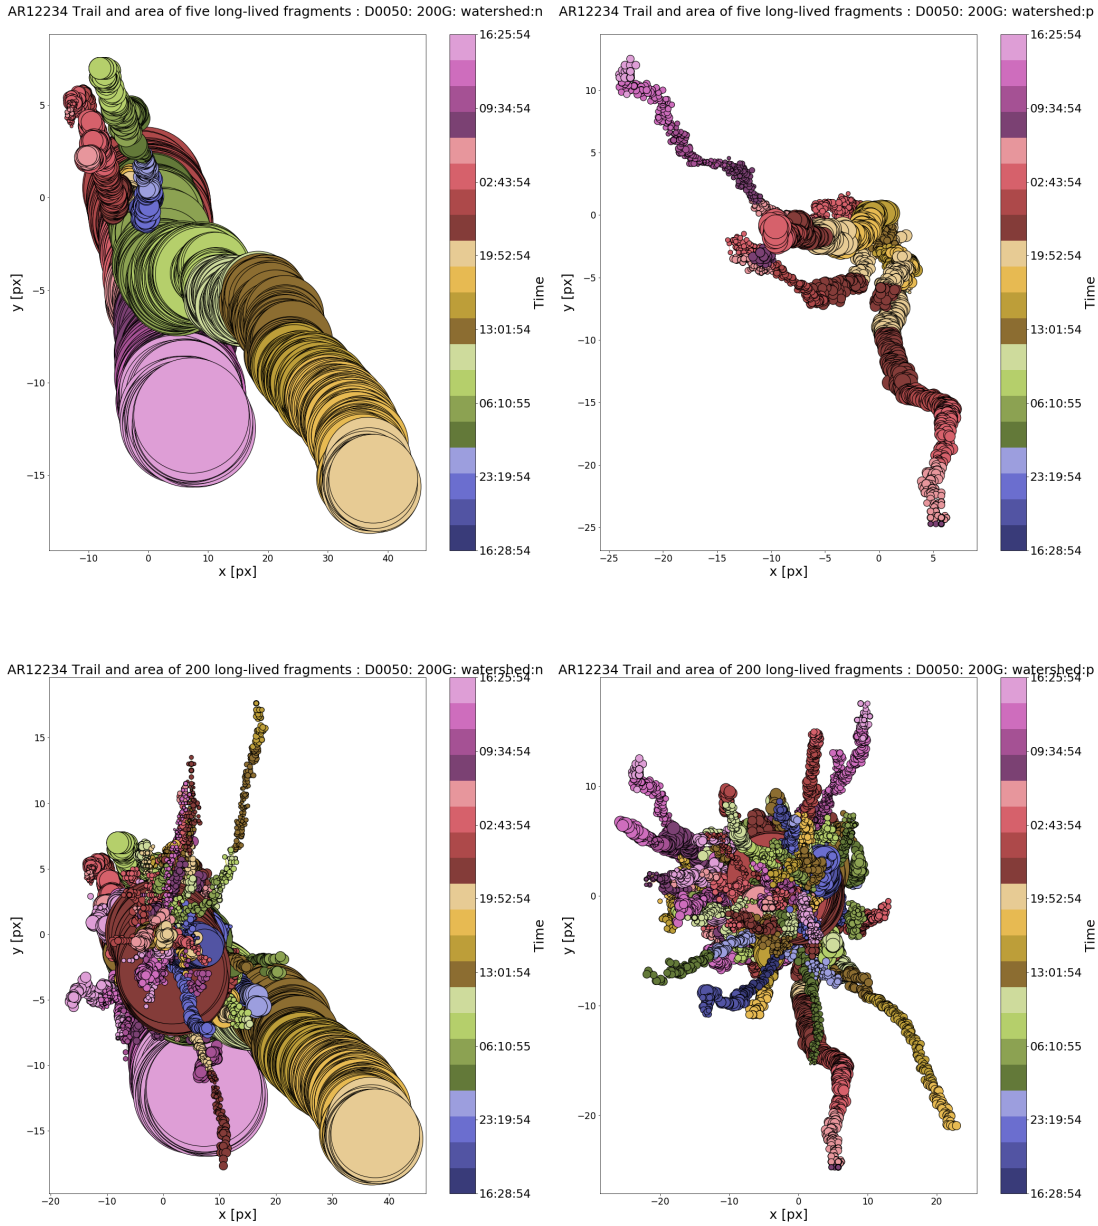 AR12234 Trail and area of five long-lived fragments : D0050: 200G: watershed:n
16:25:54
09:34:54
02:43:54
19:52:54
13:01:54
06:10:55
23:19:54
16:28:54
Time
5
0
−5
−10
−15
y [px]
−10 0 10 20 30 40
x [px]
AR12234 Trail and area of five long-lived fragments : D0050: 200G: watershed:p
16:25:54
09:34:54
02:43:54
19:52:54
13:01:54
06:10:55
23:19:54
16:28:54
Time
10
5
0
−5
−10
−15
−20
−25
y [px]
−25 −20 −15 −10 −5 0 5
x [px]
AR12234 Trail and area of 200 long-lived fragments : D0050: 200G: watershed:n
16:25:54
09:34:54
02:43:54
19:52:54
13:01:54
06:10:55
23:19:54
16:28:54
Time
15
10
5
0
−5
−10
−15
y [px]
−20 −10 0 10 20 30 40
x [px]
AR12234 Trail and area of 200 long-lived fragments : D0050: 200G: watershed:p
16:25:54
09:34:54
02:43:54
19:52:54
13:01:54
06:10:55
23:19:54
16:28:54
Time
10
0
−10
−20
y [px]
−20 −10 0 10 20
x [px]